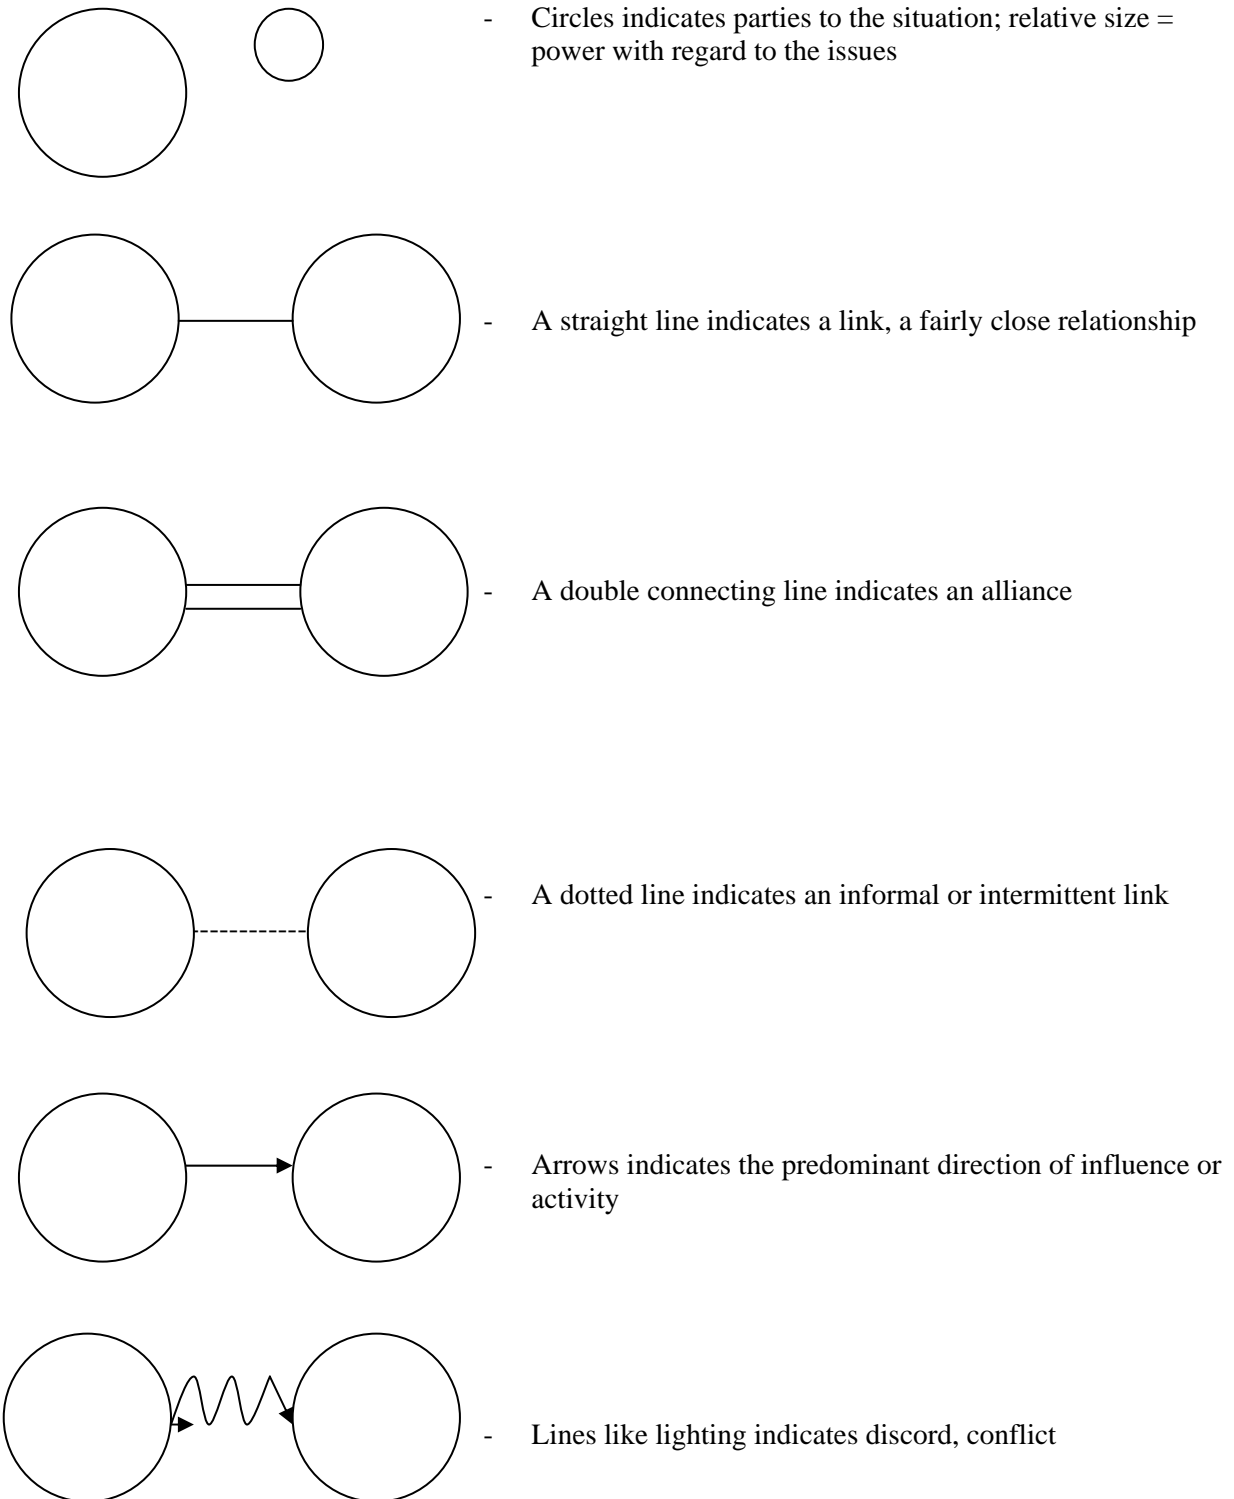 - Circles indicates parties to the situation; relative size =
power with regard to the issues
- A straight line indicates a link, a fairly close relationship
- A double connecting line indicates an alliance
- A dotted line indicates an informal or intermittent link
- Arrows indicates the predominant direction of influence or
activity
- Lines like lighting indicates discord, conflict